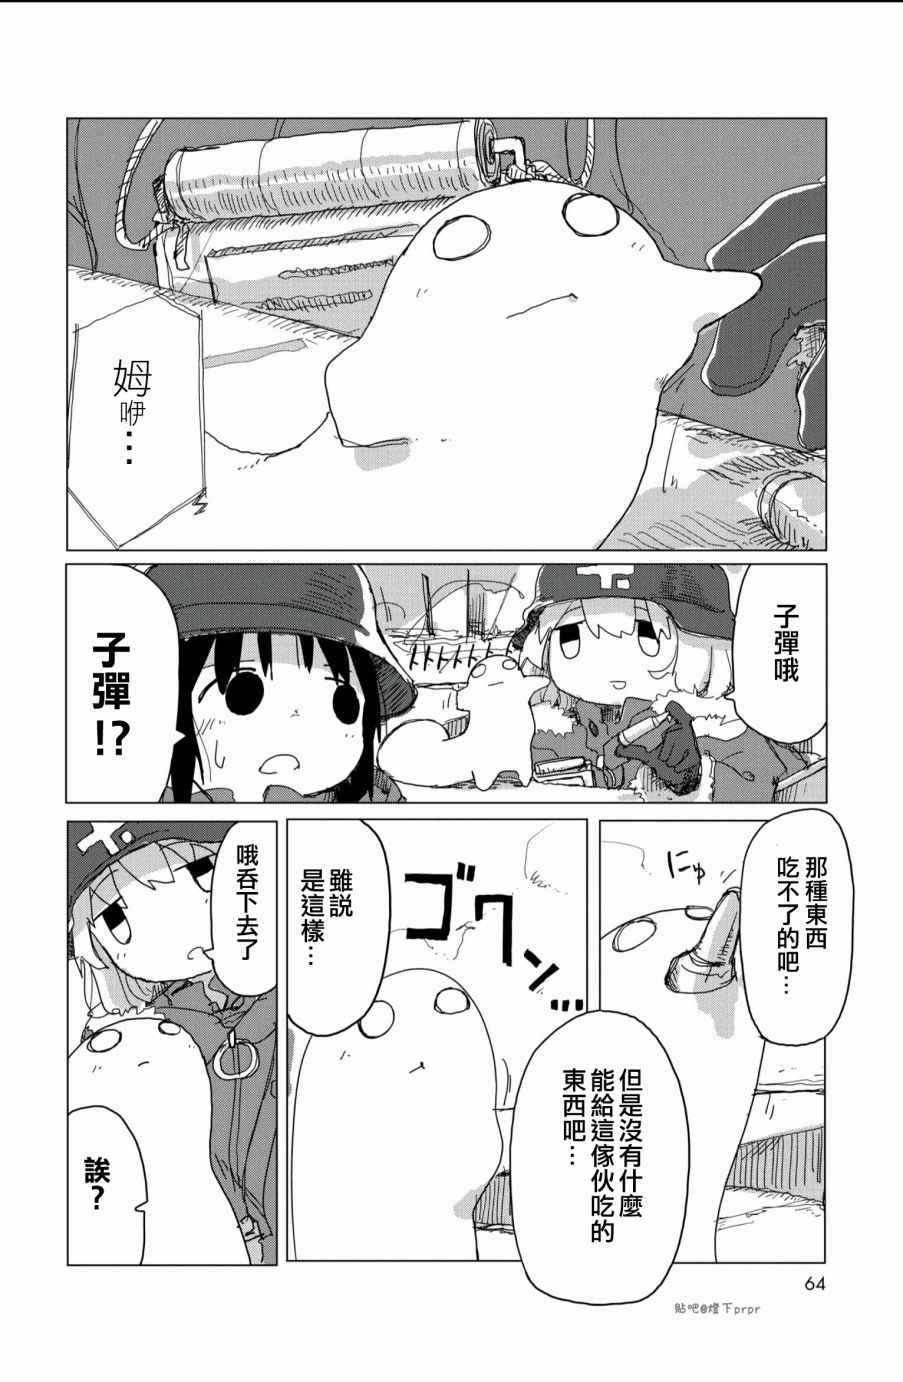 姆
咿…
子彈哦
子彈!?
那種東西
吃不了的吧…
にゅ
但是沒有什麼
能給這傢伙吃的
東西吧…
ゴクン…
雖説
是這樣…
哦呑下去了
誒？
64
貼吧@燈下prpr